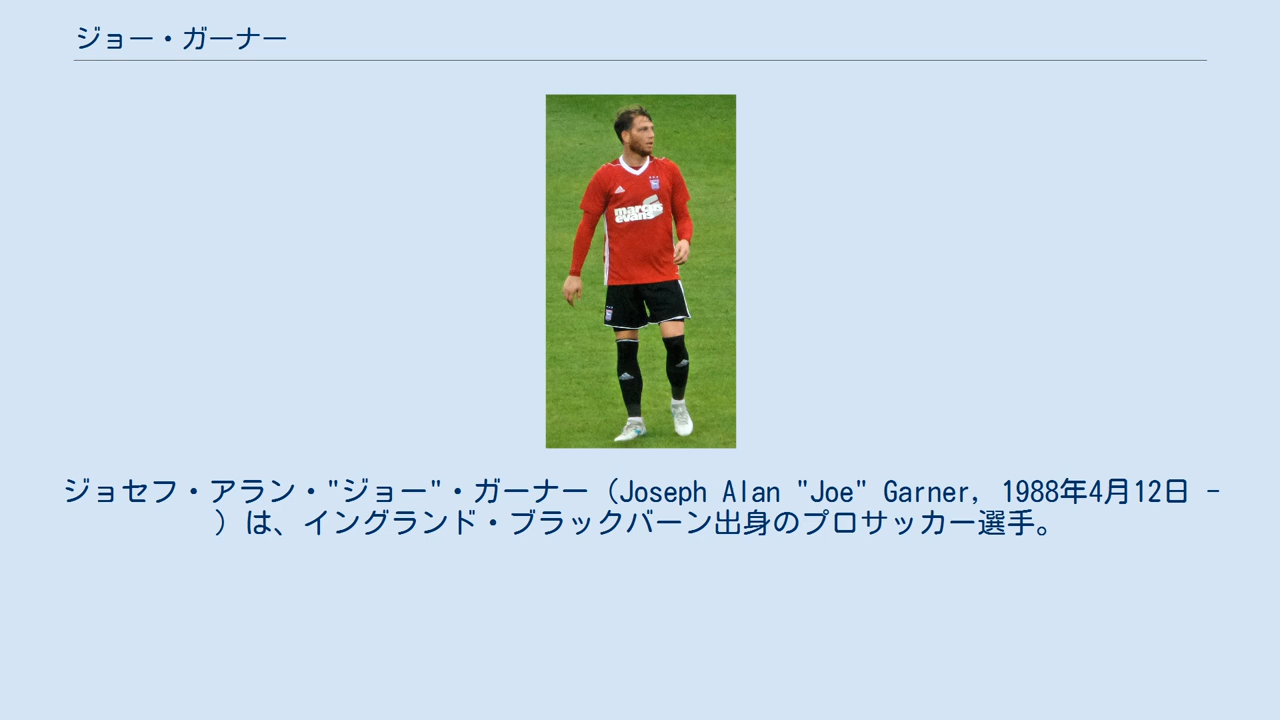 ジョー・ガーナー
marcus
evans
ジョセフ・アラン・"ジョー"・ガーナー（Joseph Alan "Joe" Garner, 1988年4月12日 -
）は、イングランド・ブラックバーン出身のプロサッカー選手。